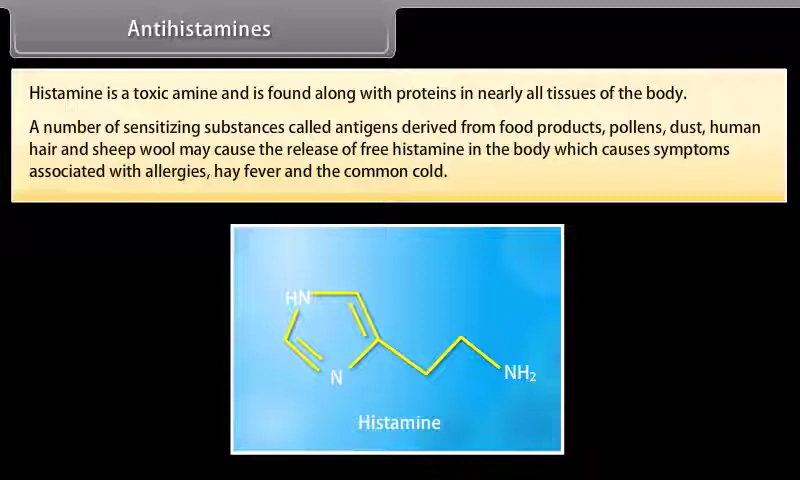 Antihistamines
Histamine is a toxic amine and is found along with proteins in nearly all tissues of the body.
A number of sensitizing substances called antigens derived from food products, pollens, dust, human
hair and sheep wool may cause the release of free histamine in the body which causes symptoms
associated with allergies, hay fever and the common cold.
HN
N
NH₂
Histamine